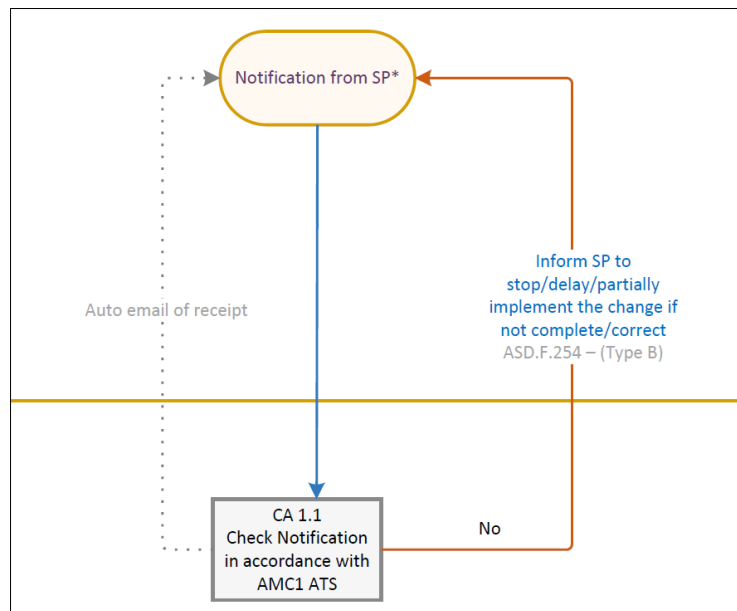 Notification from SP*
Inform SP to
stop/delay/partially
implement the change if
not complete/correct
ASD.F.254 – (Type B)
Auto email of receipt
CA 1.1
Check Notification
in accordance with
AMC1 ATS
No